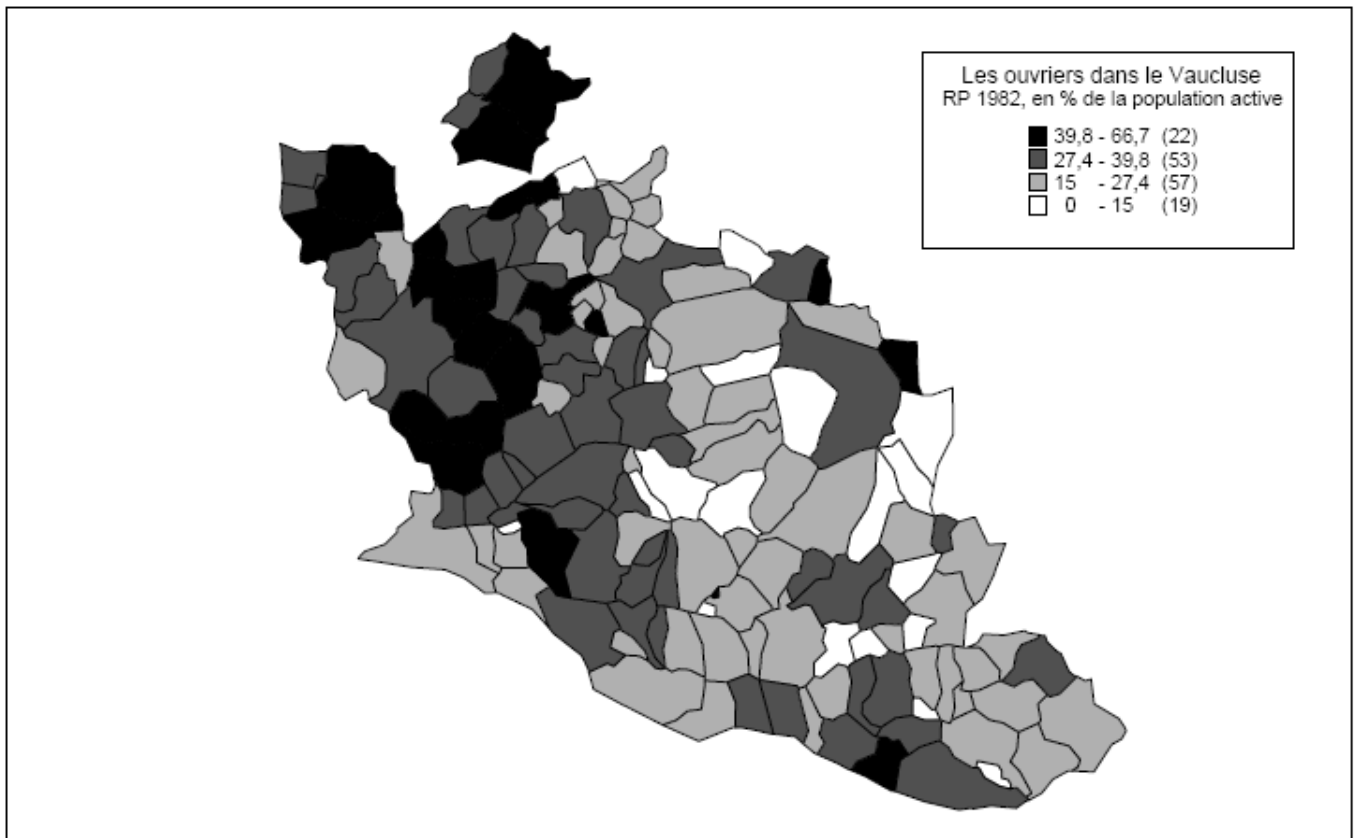 Les ouvriers dans le Vaucluse
RP 1982, en % de la population active
39,8 - 66,7 (22)
27,4 - 39,8 (53)
15 - 27,4 (57)
0 - 15 (19)